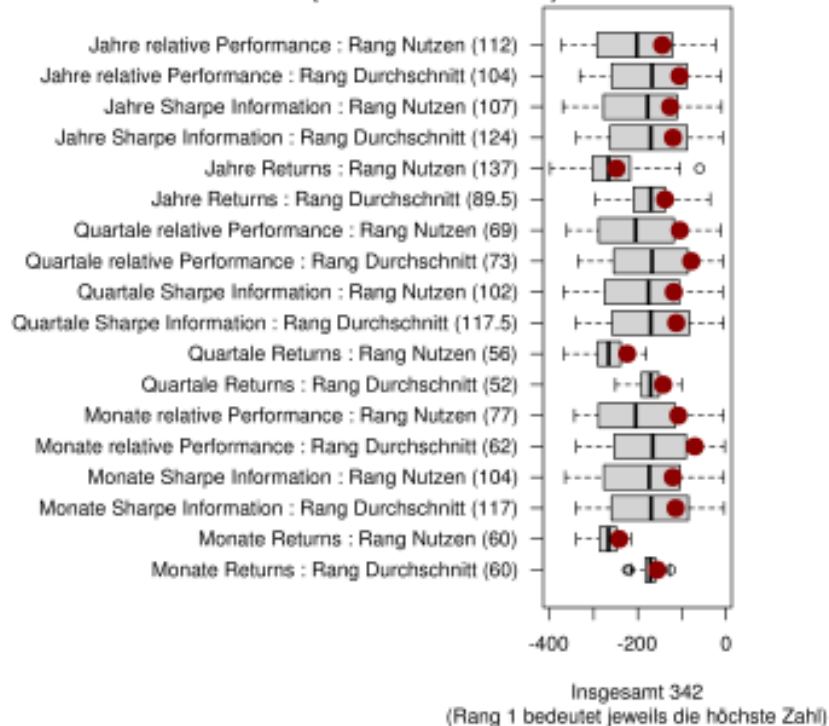 Jahre relative Performance : Rang Nutzen (112)
Jahre relative Performance : Rang Durchschnitt (104)
Jahre Sharpe Information : Rang Nutzen (107)
Jahre Sharpe Information : Rang Durchschnitt (124)
Jahre Returns : Rang Nutzen (137)
Jahre Returns : Rang Durchschnitt (89.5)
Quartale relative Performance : Rang Nutzen (69)
Quartale relative Performance : Rang Durchschnitt (73)
Quartale Sharpe Information : Rang Nutzen (102)
Quartale Sharpe Information : Rang Durchschnitt (117.5)
Quartale Returns : Rang Nutzen (56)
Quartale Returns : Rang Durchschnitt (52)
Monate relative Performance : Rang Nutzen (77)
Monate relative Performance : Rang Durchschnitt (62)
Monate Sharpe Information : Rang Nutzen (104)
Monate Sharpe Information : Rang Durchschnitt (117)
Monate Returns : Rang Nutzen (60)
Monate Returns : Rang Durchschnitt (60)
-400 -200 0
Insgesamt 342
(Rang 1 bedeutet jeweils die höchste Zahl)